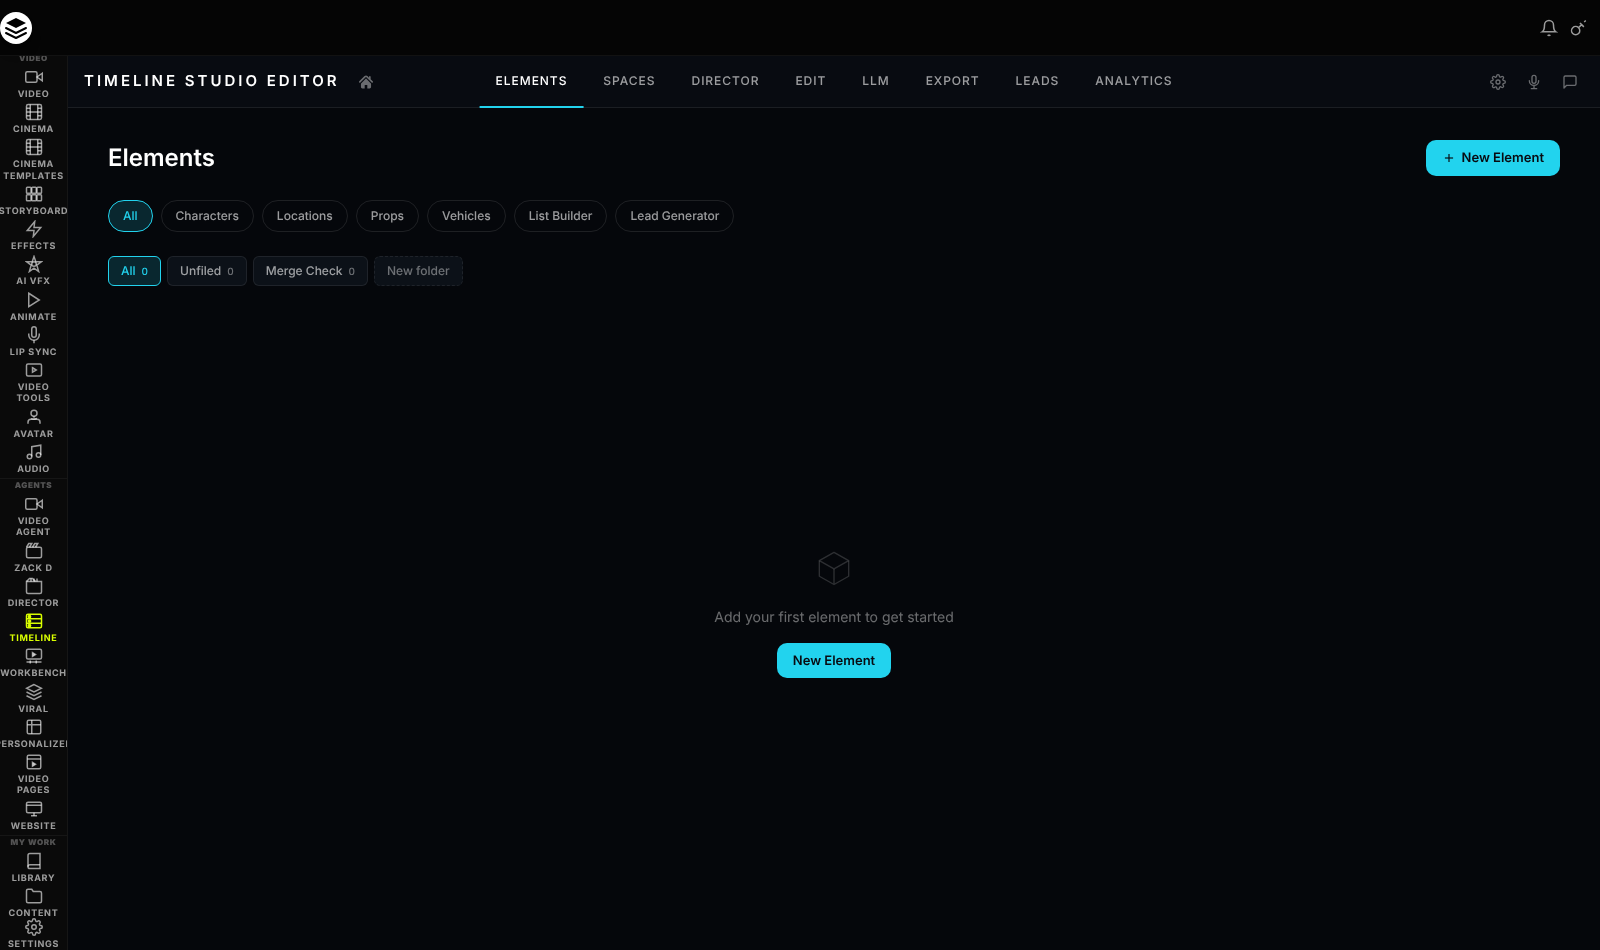 TIMELINE STUDIO EDITOR
ELEMENTS
SPACES
DIRECTOR
EDIT
LLM
EXPORT
LEADS
ANALYTICS
VIDEO
VIDEO
CINEMA
CINEMA
TEMPLATES
STORYBOARD
EFFECTS
AI VFX
ANIMATE
LIP SYNC
VIDEO
TOOLS
AVATAR
AUDIO
AGENTS
VIDEO
AGENT
ZACK D
DIRECTOR
TIMELINE
WORKBENCH
VIRAL
PERSONALIZE
VIDEO
PAGES
WEBSITE
MY WORK
LIBRARY
CONTENT
SETTINGS
Elements
+ New Element
All
Characters
Locations
Props
Vehicles
List Builder
Lead Generator
All 0
Unfiled 0
Merge Check 0
New folder
Add your first element to get started
New Element